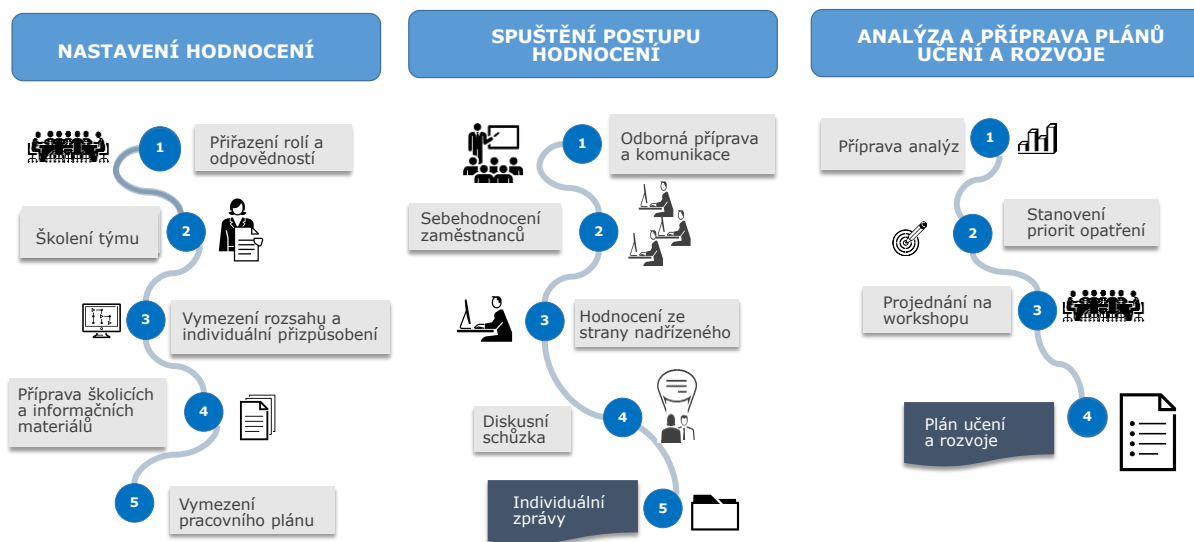 NASTAVENÍ HODNOCENÍ
1
Přiřazení rolí a
odpovědností
Školení týmu
2
3
Vymezení rozsahu a
individuální přizpůsobení
Příprava školicích
a informačních
materiálů
4
5
Vymezení
pracovního plánu
SPUŠTĚNÍ POSTUPU
HODNOCENÍ
1
Odborná příprava
a komunikace
Sebehodnocení
zaměstnanců
2
3
Hodnocení ze
strany nadřízeného
Diskusní
schůzka
4
Individuální
zprávy
5
ANALÝZA A PŘÍPRAVA PLÁNŮ
UČENÍ A ROZVOJE
Příprava analýz
1
2
Stanovení
priorit opatření
Projednání na
workshopu
3
Plán učení
a rozvoje
4